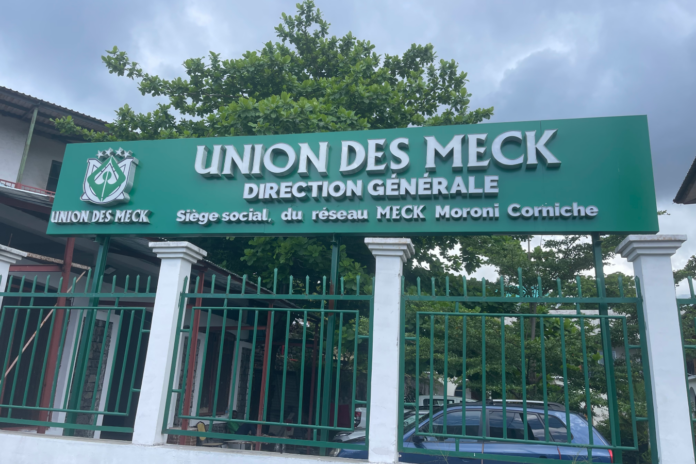 UNION DES MECK
DIRECTION GÉNÉRALE
Siège social, du réseau MECK Moroni Corniche
UNION DES MECK